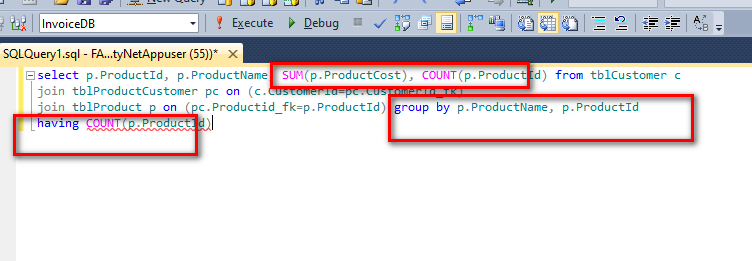 InvoiceDB
Execute
Debug
SQLQuery1.sql - FA...tyNetAppuser (55))*
select p.ProductId, p.ProductName SUM(p.ProductCost), COUNT(p.ProductId) from tblCustomer c
join tblProductCustomer pc on (c.CustomerId=pc.CustomerId_fk)
join tblProduct p on (pc.Productid_fk=p.ProductId) group by p.ProductName, p.ProductId
having COUNT(p.ProductId)